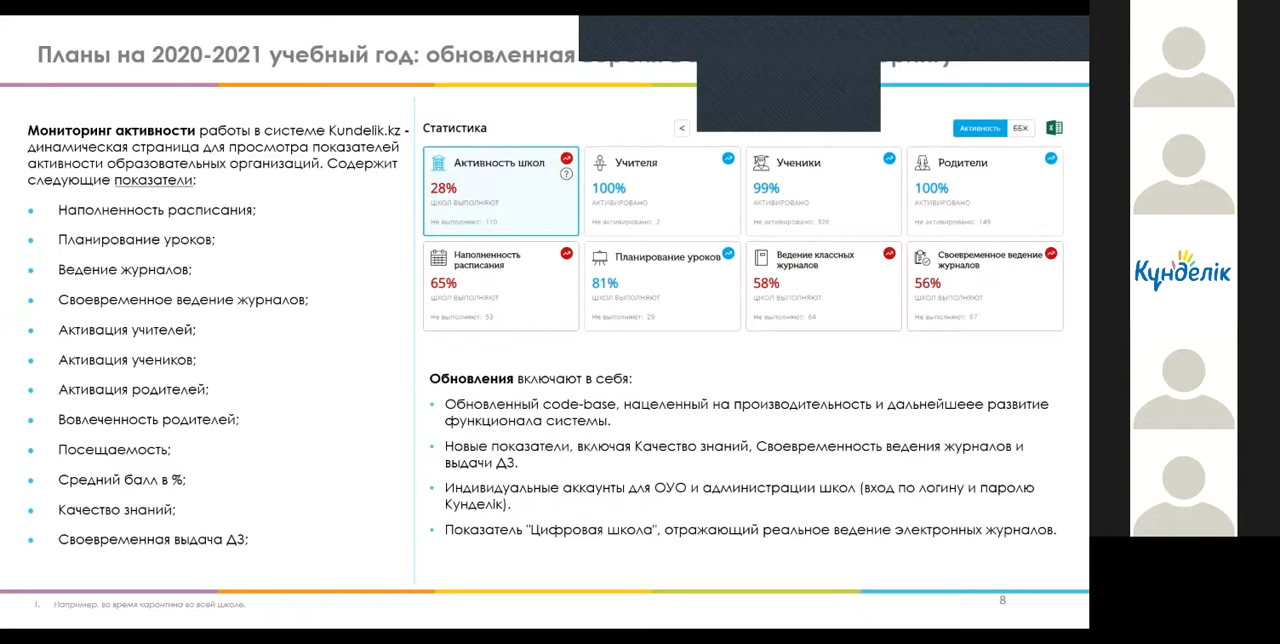 Планы на 2020-2021 учебный год: обновленная
Мониторинг активности работы в системе Kundelik.kz -
динамическая страница для просмотра показателей
активности образовательных организаций. Содержит
следующие показатели:
• Наполненность расписания;
• Планирование уроков;
• Ведение журналов;
• Своевременное ведение журналов;
• Активация учителей;
• Активация учеников;
• Активация родителей;
• Вовлеченность родителей;
• Посещаемость;
• Средний балл в %;
• Качество знаний;
• Своевременная выдача ДЗ;
Статистика
<
Активность
ББЖ
Активность школ
28%
ШКОЛ ВЫПОЛНЯЮТ
Не выполняют: 110
Учителя
100%
АКТИВИРОВАНО
Не активировано: 2
Ученики
99%
АКТИВИРОВАНО
Не активировано: 326
Родители
100%
АКТИВИРОВАНО
Не активировано: 149
Наполненность
расписания
65%
ШКОЛ ВЫПОЛНЯЮТ
Не выполняют: 53
Планирование уроков
81%
ШКОЛ ВЫПОЛНЯЮТ
Не выполняют: 29
Ведение классных
журналов
58%
ШКОЛ ВЫПОЛНЯЮТ
Не выполняют: 64
Своевременное ведение
журналов
56%
ШКОЛ ВЫПОЛНЯЮТ
Не выполняют: 67
Обновления включают в себя:
• Обновленный code-base, нацеленный на производительность и дальнейшеее развитие
функционала системы.
• Новые показатели, включая Качество знаний, Своевременность ведения журналов и
выдачи ДЗ.
• Индивидуальные аккаунты для ОУО и администрации школ (вход по логину и паролю
Кунделік).
• Показатель "Цифровая школа", отражающий реальное ведение электронных журналов.
1. Например, во время карантина во всей школе.
8
Күнделік